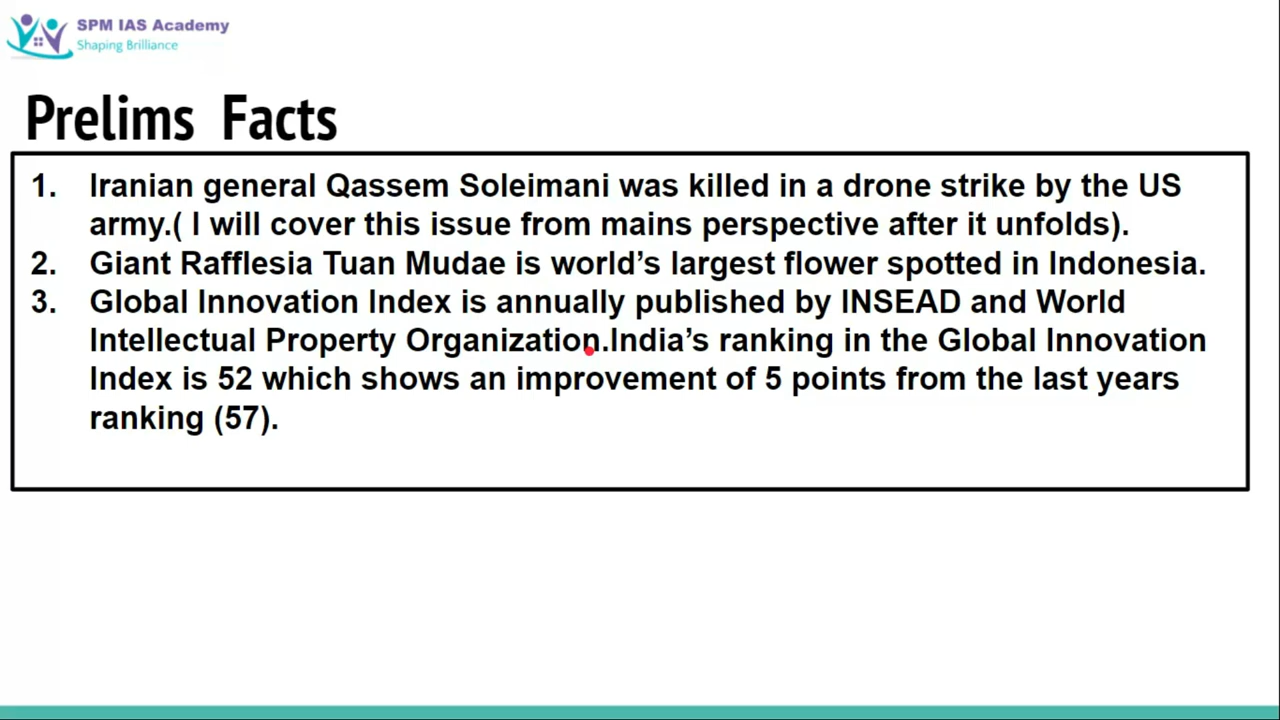 SPM IAS Academy
Shaping Brilliance
Prelims Facts
1. Iranian general Qassem Soleimani was killed in a drone strike by the US
army.( I will cover this issue from mains perspective after it unfolds).
2. Giant Rafflesia Tuan Mudae is world’s largest flower spotted in Indonesia.
3. Global Innovation Index is annually published by INSEAD and World
Intellectual Property Organization.India’s ranking in the Global Innovation
Index is 52 which shows an improvement of 5 points from the last years
ranking (57).